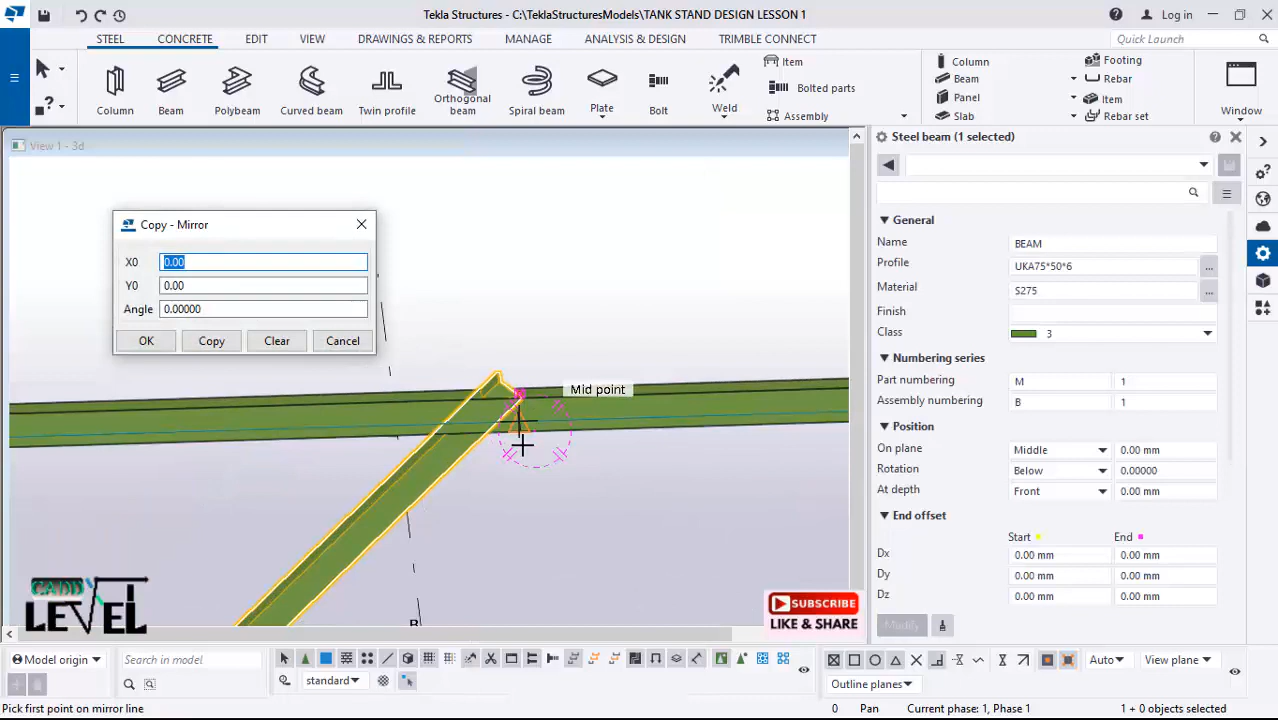 Tekla Structures - C:\TeklaStructuresModels\TANK STAND DESIGN LESSON 1
Log in
STEEL
CONCRETE
EDIT
VIEW
DRAWINGS & REPORTS
MANAGE
ANALYSIS & DESIGN
TRIMBLE CONNECT
Quick Launch
Column
Beam
Polybeam
Curved beam
Twin profile
Orthogonal
beam
Spiral beam
Plate
Bolt
Weld
Item
Bolted parts
Assembly
Column
Beam
Panel
Slab
Footing
Rebar
Item
Rebar set
Window
View 1 - 3d
Copy - Mirror
X0 0.00
Y0 0.00
Angle 0.00000
OK Copy Clear Cancel
Mid point
B
CADD
LEVEL
SUBSCRIBE
LIKE & SHARE
Steel beam (1 selected)
General
Name BEAM
Profile UKA75*50*6
Material S275
Finish
Class 3
Numbering series
Part numbering M 1
Assembly numbering B 1
Position
On plane Middle 0.00 mm
Rotation Below 0.00000
At depth Front 0.00 mm
End offset
Start End
Dx 0.00 mm 0.00 mm
Dy 0.00 mm 0.00 mm
Dz 0.00 mm 0.00 mm
Modify
Model origin
Search in model
standard
Auto
View plane
Outline planes
Pick first point on mirror line
0 Pan Current phase: 1, Phase 1 1 + 0 objects selected